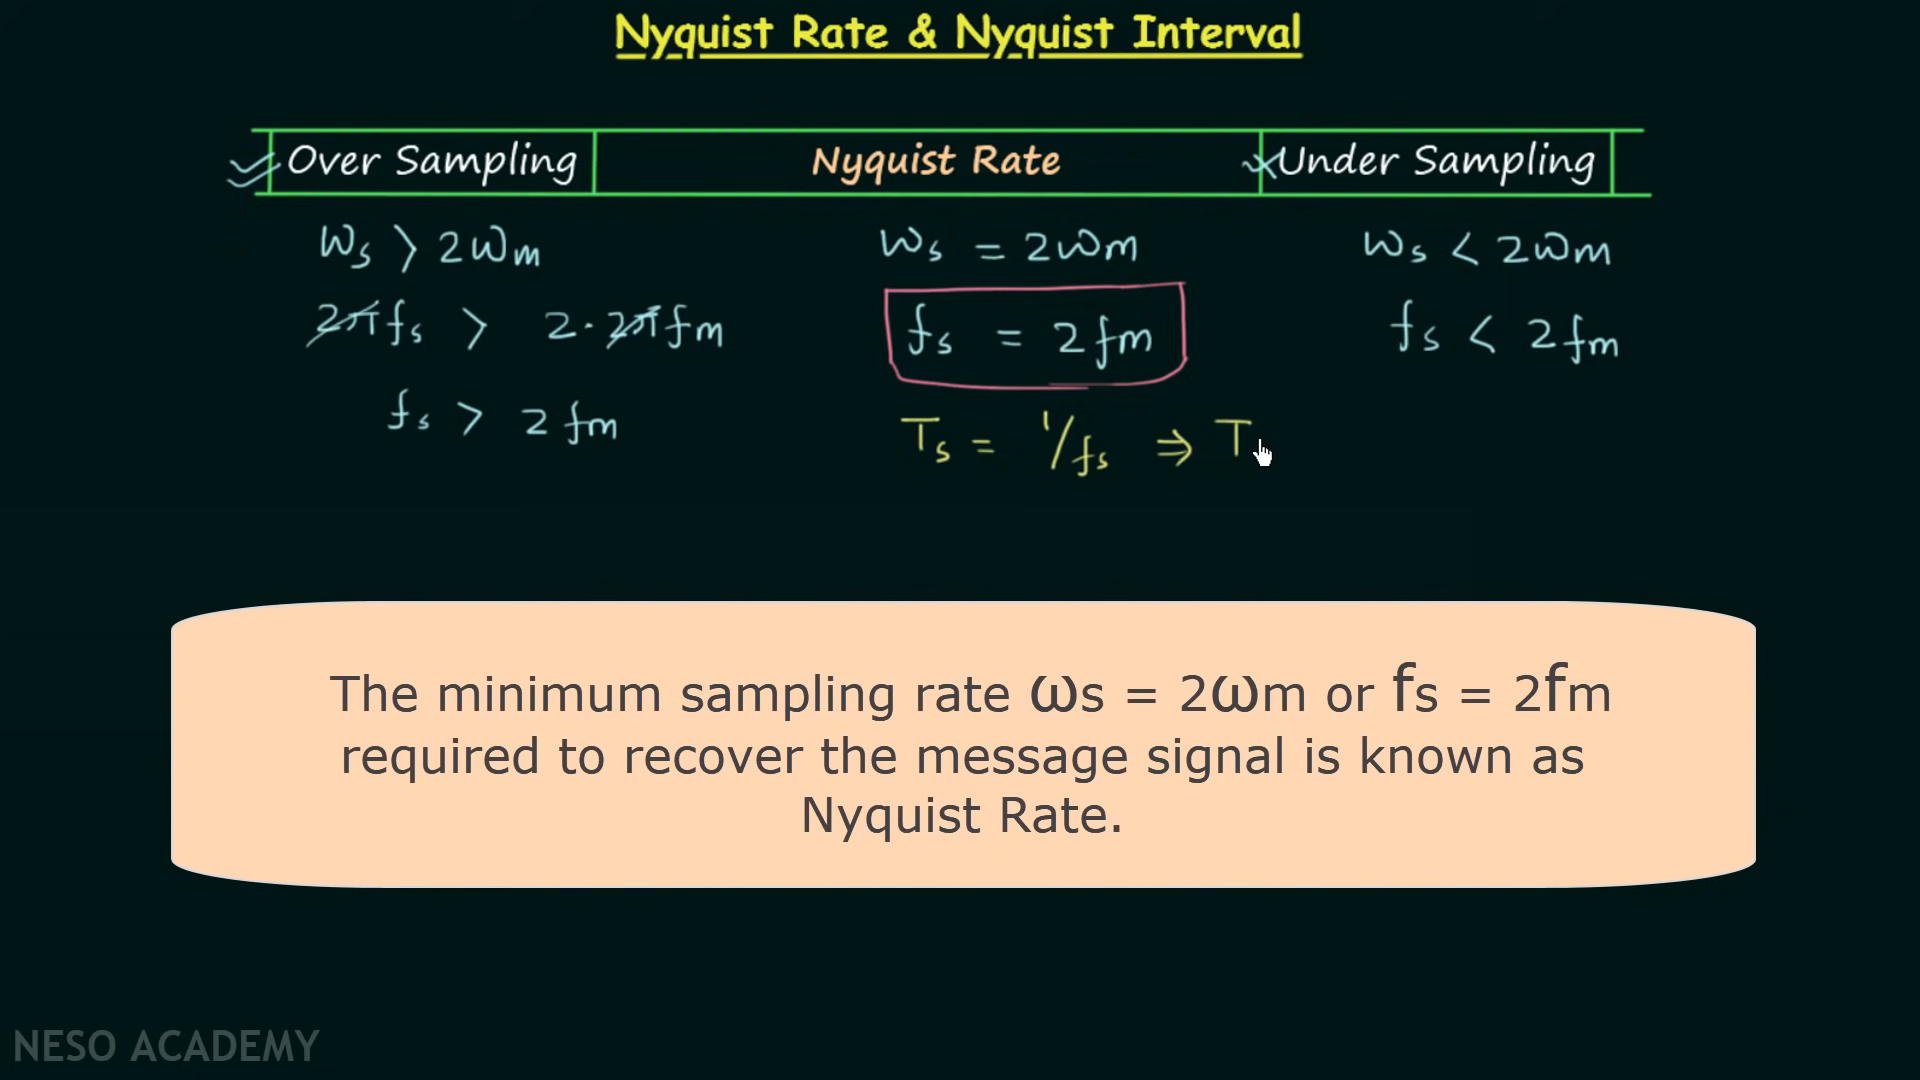 Nyquist Rate & Nyquist Interval
Over Sampling Nyquist Rate Under Sampling
ωs > 2ωm ωs = 2ωm ωs < 2ωm
2πfs > 2·2πfm fs = 2fm fs < 2fm
fs > 2fm Ts = 1/fs ⇒ T
The minimum sampling rate ωs = 2ωm or fs = 2fm
required to recover the message signal is known as
Nyquist Rate.
NESO ACADEMY